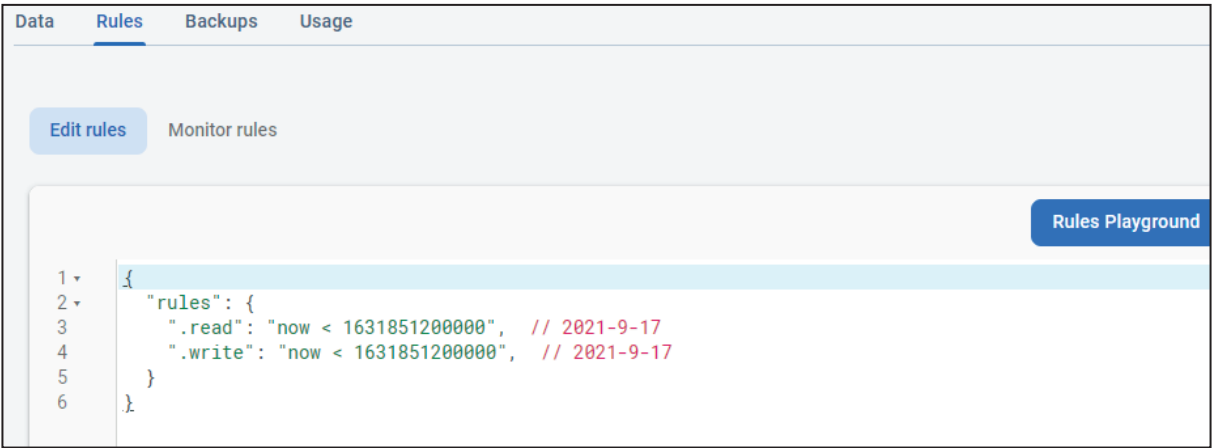 Data Rules Backups Usage
Edit rules Monitor rules
Rules Playground
1 {
2 "rules": {
3 ".read": "now < 1631851200000", // 2021-9-17
4 ".write": "now < 1631851200000", // 2021-9-17
5 }
6 }